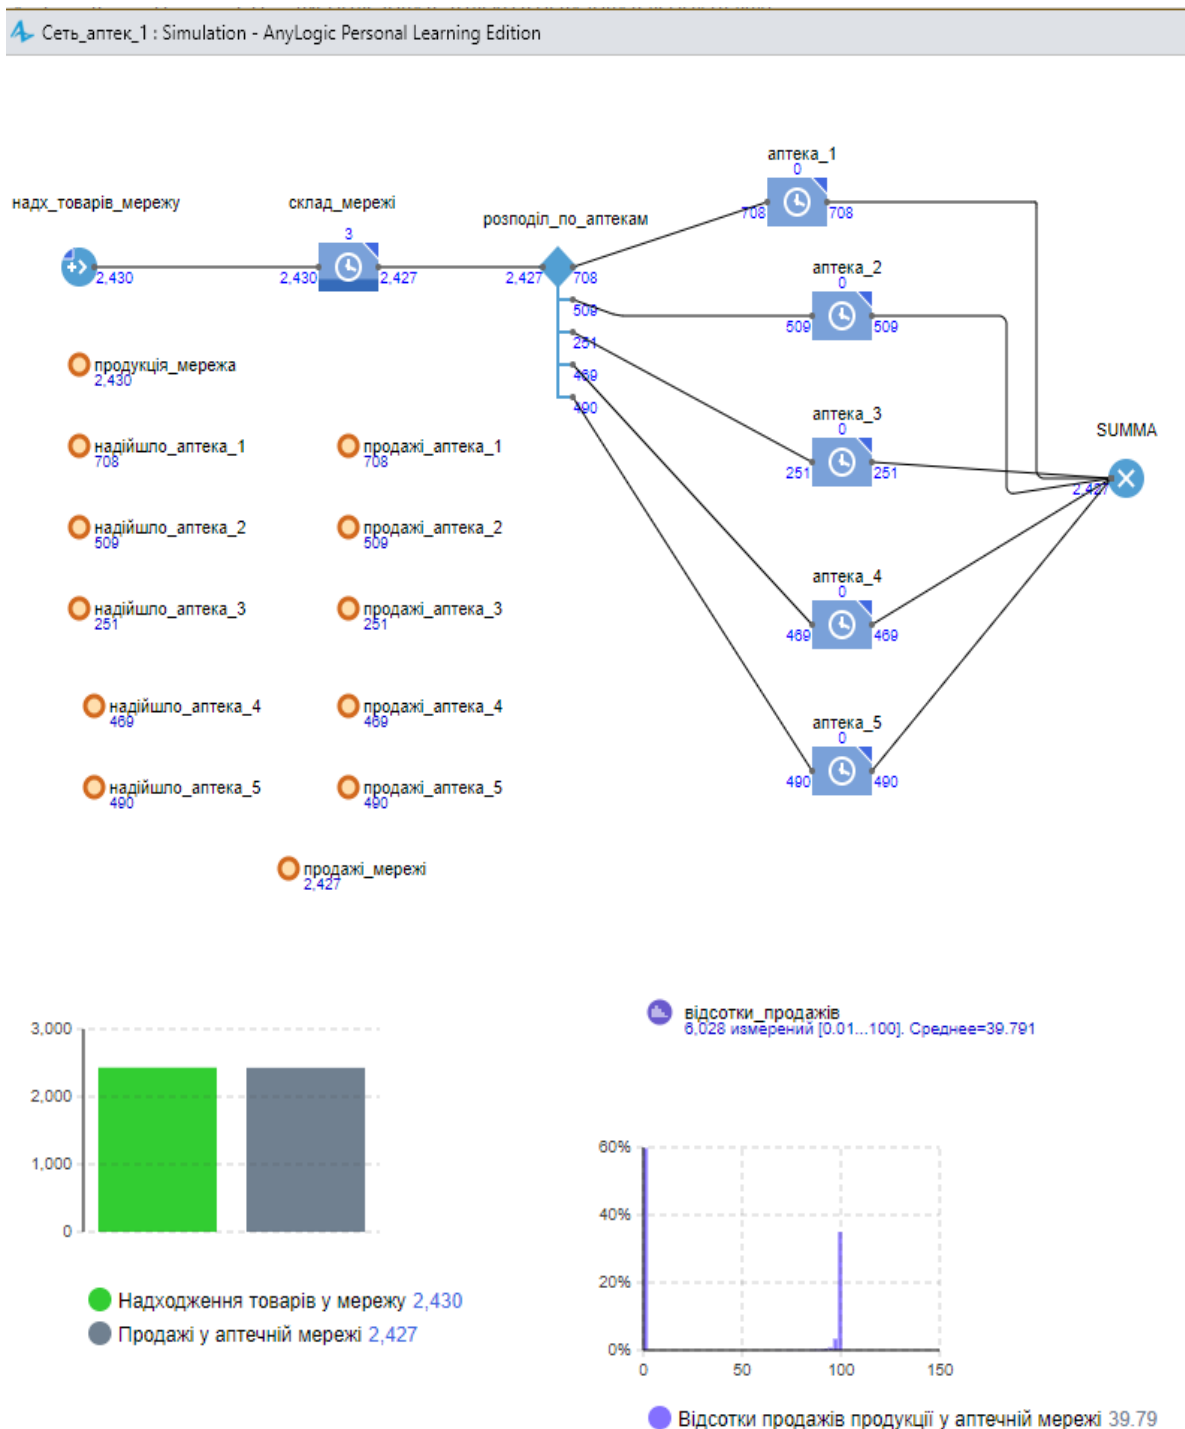 Сеть_аптек_1 : Simulation - AnyLogic Personal Learning Edition
аптека_1
0
708
708
надх_товарів_мережу
2,430
склад_мережі
3
2,430
2,427
розподіл_по_аптекам
2,427
708
509
251
469
490
аптека_2
0
509
509
аптека_3
0
251
251
SUMMA
2,427
аптека_4
0
469
469
аптека_5
0
490
490
продукція_мережа
2,430
надійшло_аптека_1
708
продажі_аптека_1
708
надійшло_аптека_2
509
продажі_аптека_2
509
надійшло_аптека_3
251
продажі_аптека_3
251
надійшло_аптека_4
469
продажі_аптека_4
469
надійшло_аптека_5
490
продажі_аптека_5
490
продажі_мережі
2,427
3,000
2,000
1,000
0
Надходження товарів у мережу 2,430
Продажі у аптечній мережі 2,427
відсотки_продажів
6,028 измерений [0.01...100]. Среднее=39.791
60%
40%
20%
0%
0
50
100
150
Відсотки продажів продукції у аптечній мережі 39.79